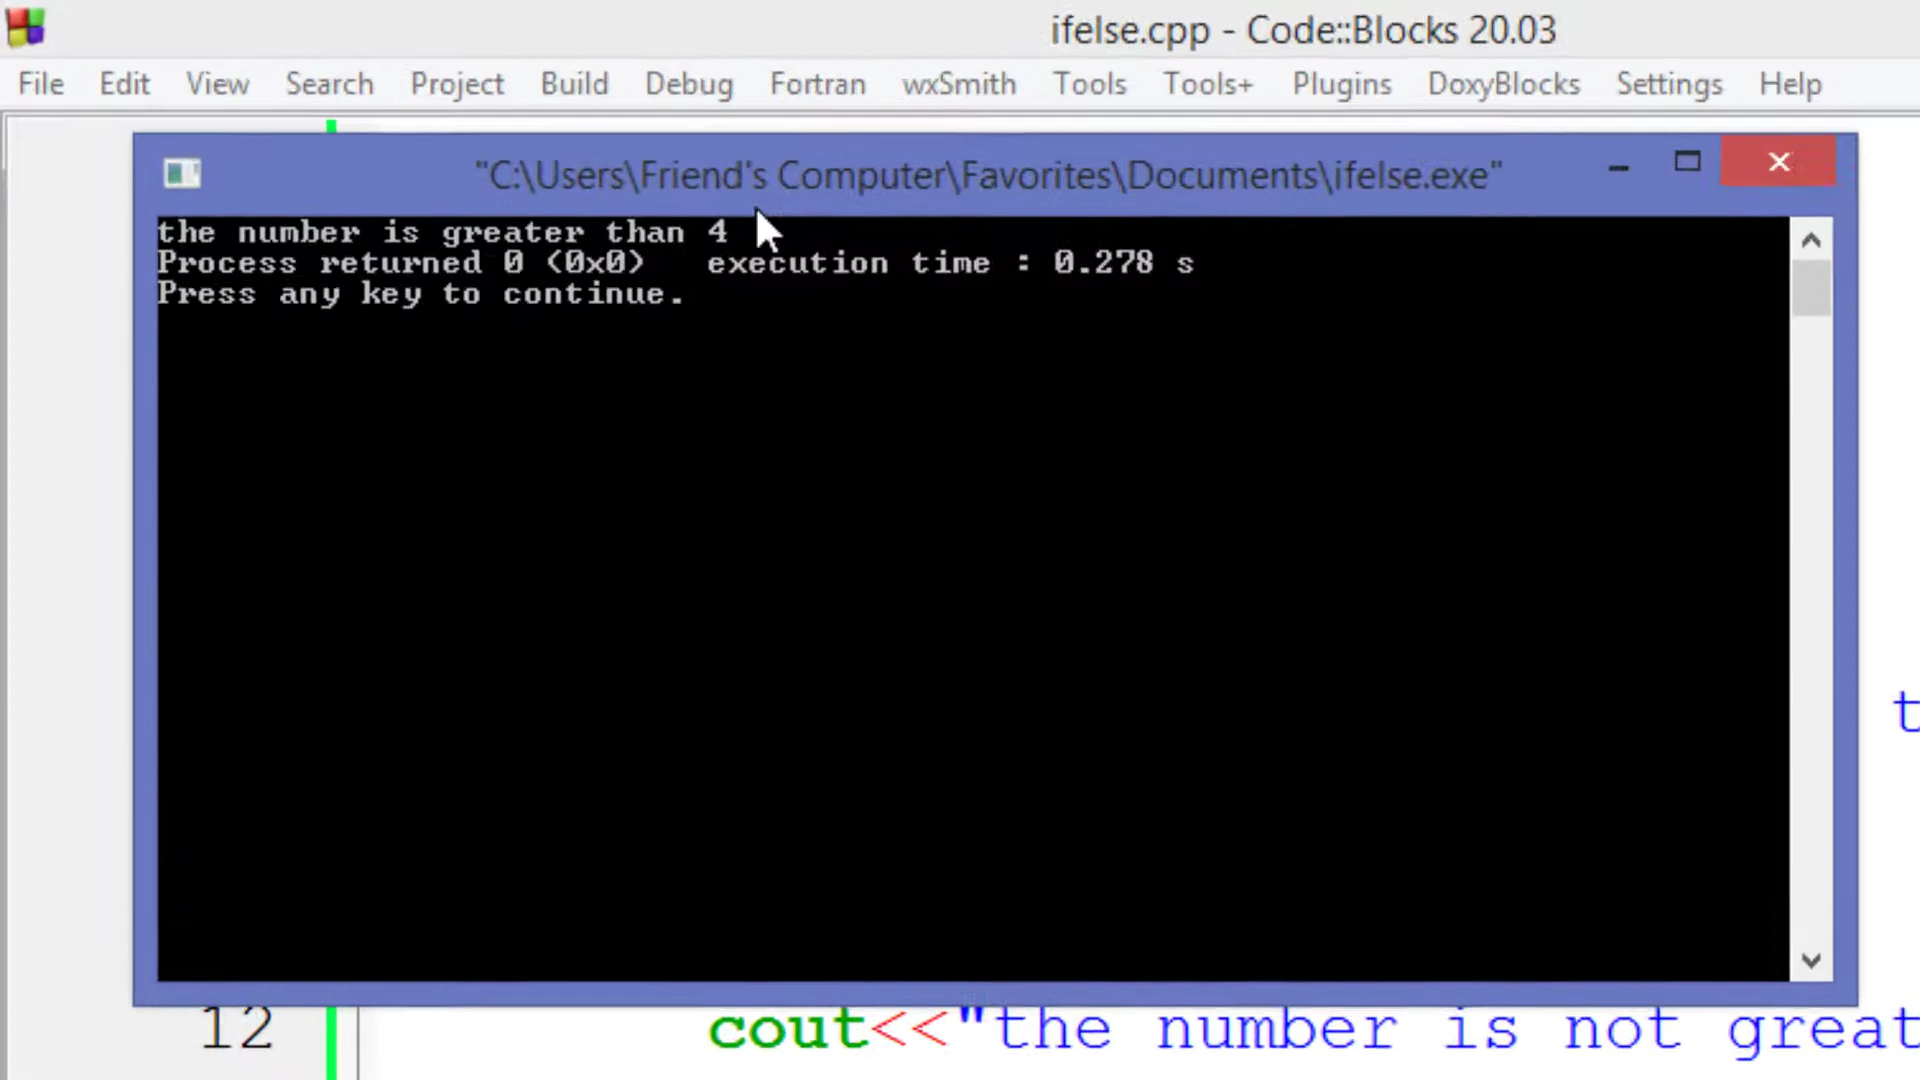 ifelse.cpp - Code::Blocks 20.03
File Edit View Search Project Build Debug Fortran wxSmith Tools Tools+ Plugins DoxyBlocks Settings Help
"C:\Users\Friend's Computer\Favorites\Documents\ifelse.exe"
the number is greater than 4
Process returned 0 (0x0) execution time : 0.278 s
Press any key to continue.
t
12 cout<<"the number is not great